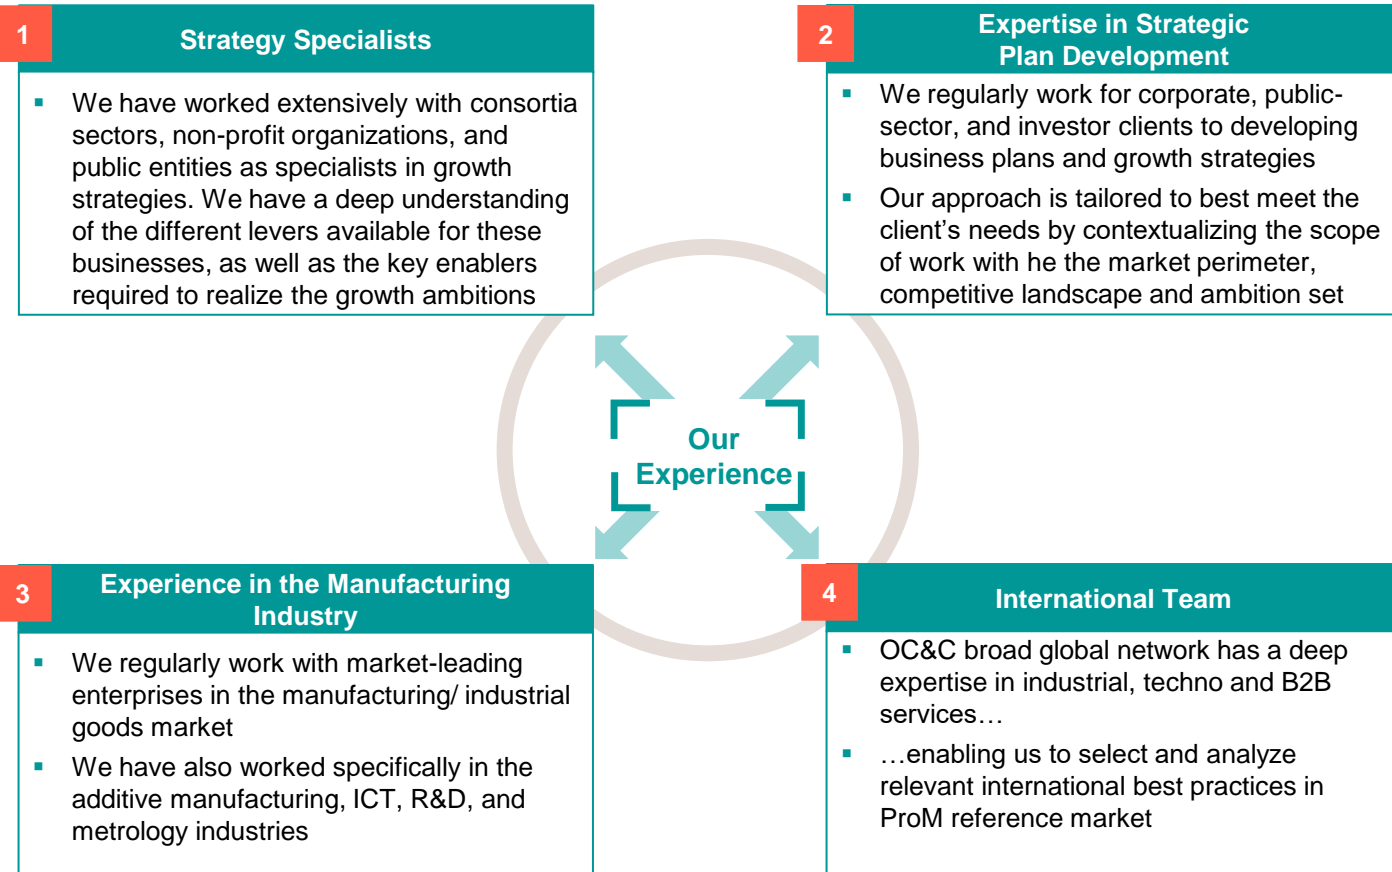 1
Strategy Specialists
▪ We have worked extensively with consortia
sectors, non-profit organizations, and
public entities as specialists in growth
strategies. We have a deep understanding
of the different levers available for these
businesses, as well as the key enablers
required to realize the growth ambitions
2
Expertise in Strategic
Plan Development
▪ We regularly work for corporate, public-
sector, and investor clients to developing
business plans and growth strategies
▪ Our approach is tailored to best meet the
client’s needs by contextualizing the scope
of work with he the market perimeter,
competitive landscape and ambition set
Our
Experience
3
Experience in the Manufacturing
Industry
▪ We regularly work with market-leading
enterprises in the manufacturing/ industrial
goods market
▪ We have also worked specifically in the
additive manufacturing, ICT, R&D, and
metrology industries
4
International Team
▪ OC&C broad global network has a deep
expertise in industrial, techno and B2B
services…
▪ …enabling us to select and analyze
relevant international best practices in
ProM reference market